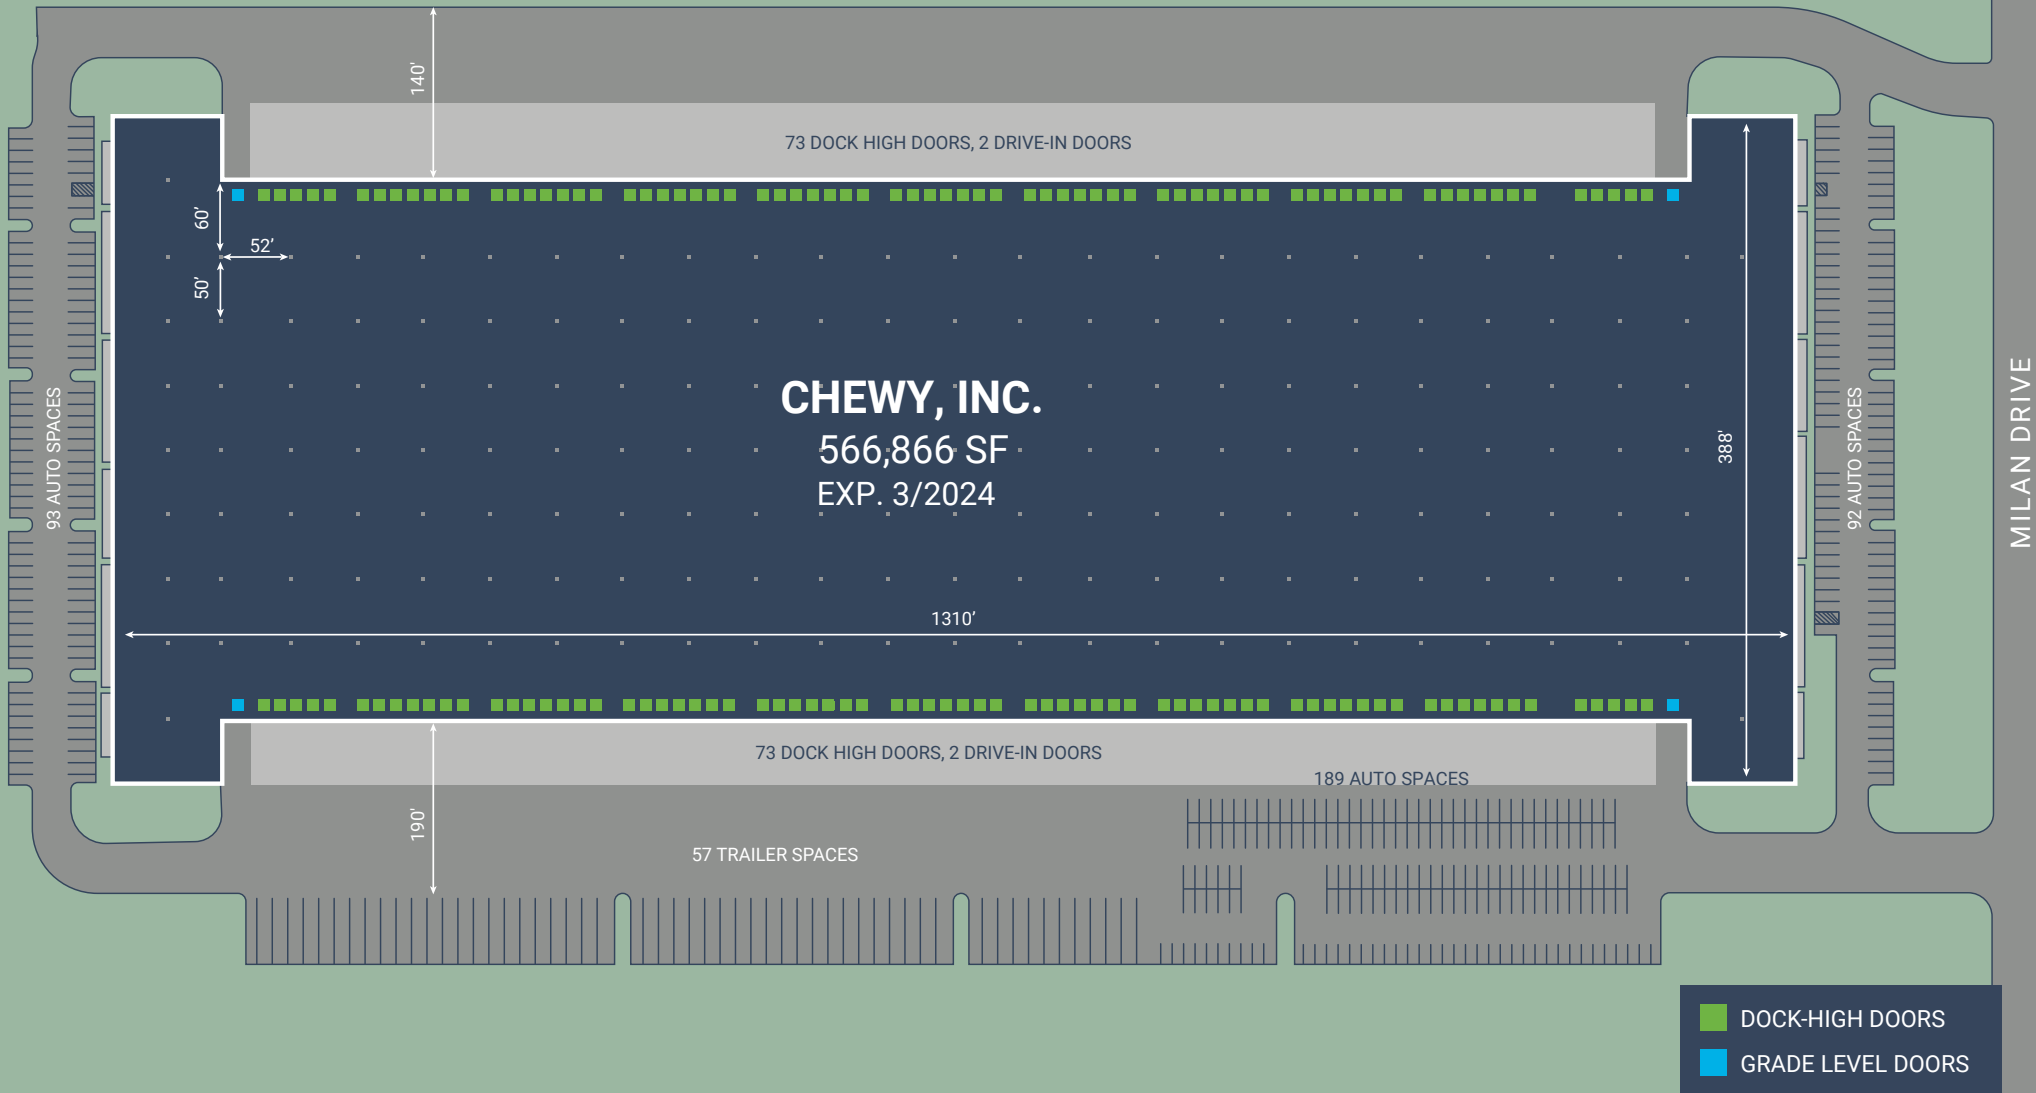 140'
73 DOCK HIGH DOORS, 2 DRIVE-IN DOORS
60'
52’
50'
CHEWY, INC.
566,866 SF
EXP. 3/2024
93 AUTO SPACES
388'
92 AUTO SPACES
MILAN DRIVE
1310’
73 DOCK HIGH DOORS, 2 DRIVE-IN DOORS
189 AUTO SPACES
190'
57 TRAILER SPACES
DOCK-HIGH DOORS
GRADE LEVEL DOORS